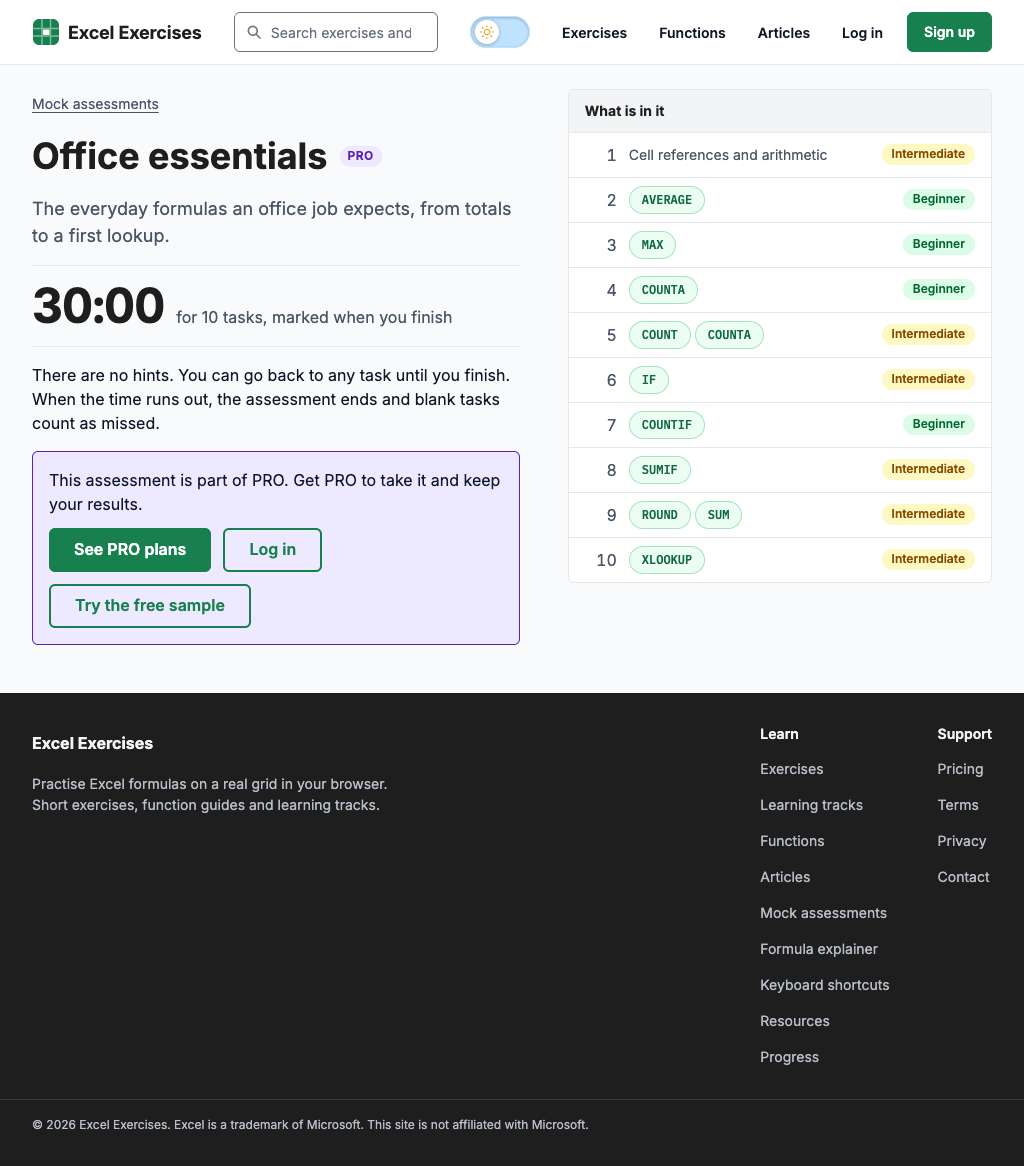 Excel Exercises
Search exercises and
Exercises
Functions
Articles
Log in
Sign up
Mock assessments
Office essentials PRO
The everyday formulas an office job expects, from totals
to a first lookup.
30:00 for 10 tasks, marked when you finish
There are no hints. You can go back to any task until you finish.
When the time runs out, the assessment ends and blank tasks
count as missed.
This assessment is part of PRO. Get PRO to take it and keep
your results.
See PRO plans
Log in
Try the free sample
What is in it
1 Cell references and arithmetic Intermediate
2 AVERAGE Beginner
3 MAX Beginner
4 COUNTA Beginner
5 COUNT COUNTA Intermediate
6 IF Intermediate
7 COUNTIF Beginner
8 SUMIF Intermediate
9 ROUND SUM Intermediate
10 XLOOKUP Intermediate
Excel Exercises
Practise Excel formulas on a real grid in your browser.
Short exercises, function guides and learning tracks.
Learn
Exercises
Learning tracks
Functions
Articles
Mock assessments
Formula explainer
Keyboard shortcuts
Resources
Progress
Support
Pricing
Terms
Privacy
Contact
© 2026 Excel Exercises. Excel is a trademark of Microsoft. This site is not affiliated with Microsoft.